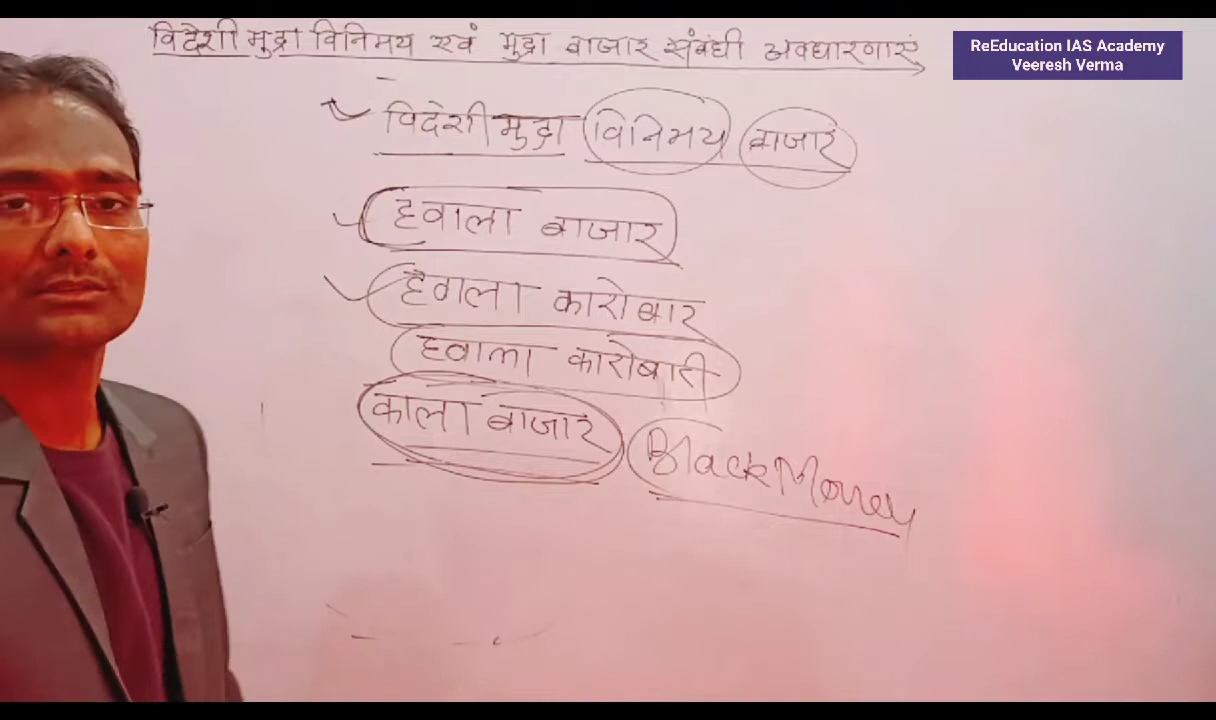 विदेशी मुद्रा विनिमय एवं मुद्रा बाजार संबंधी अवधारणाएं
ReEducation IAS Academy
Veeresh Verma
विदेशी मुद्रा विनिमय बाजार
हवाला बाजार
हवाला कारोबार
हवाला कारोबारी
काला बाजार Black Money